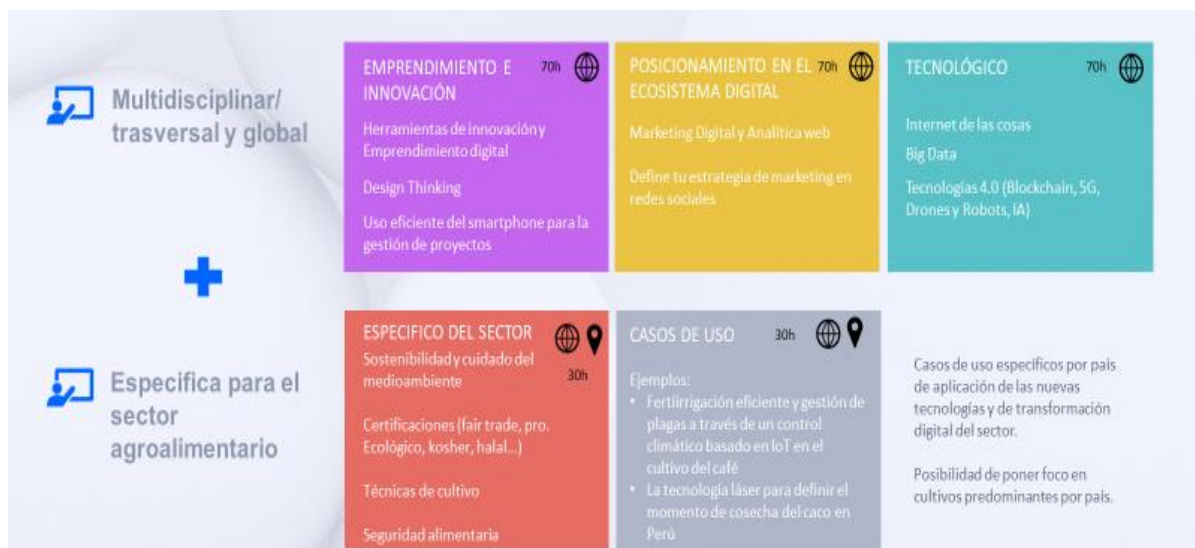 Multidisciplinar/
trasversal y global
EMPRENDIMIENTO E 70h
INNOVACIÓN
Herramientas de innovación y
Emprendimiento digital
Design Thinking
Uso eficiente del smartphone para la
gestión de proyectos
POSICIONAMIENTO EN EL 70h
ECOSISTEMA DIGITAL
Marketing Digital y Analítica web
Define tu estrategia de marketing en
redes sociales
TECNOLÓGICO 70h
Internet de las cosas
Big Data
Tecnologías 4.0 (Blockchain, 5G,
Drones y Robots, IA)
Especifica para el
sector
agroalimentario
ESPECIFICO DEL SECTOR
30h
Sostenibilidad y cuidado del
medioambiente
Certificaciones (fair trade, pro.
Ecológico, kosher, halal...)
Técnicas de cultivo
Seguridad alimentaria
CASOS DE USO 30h
Ejemplos:
• Fertiirrigación eficiente y gestión de
plagas a través de un control
climático basado en IoT en el
cultivo del café
• La tecnología láser para definir el
momento de cosecha del caco en
Perú
Casos de uso específicos por país
de aplicación de las nuevas
tecnologías y de transformación
digital del sector.
Posibilidad de poner foco en
cultivos predominantes por país.